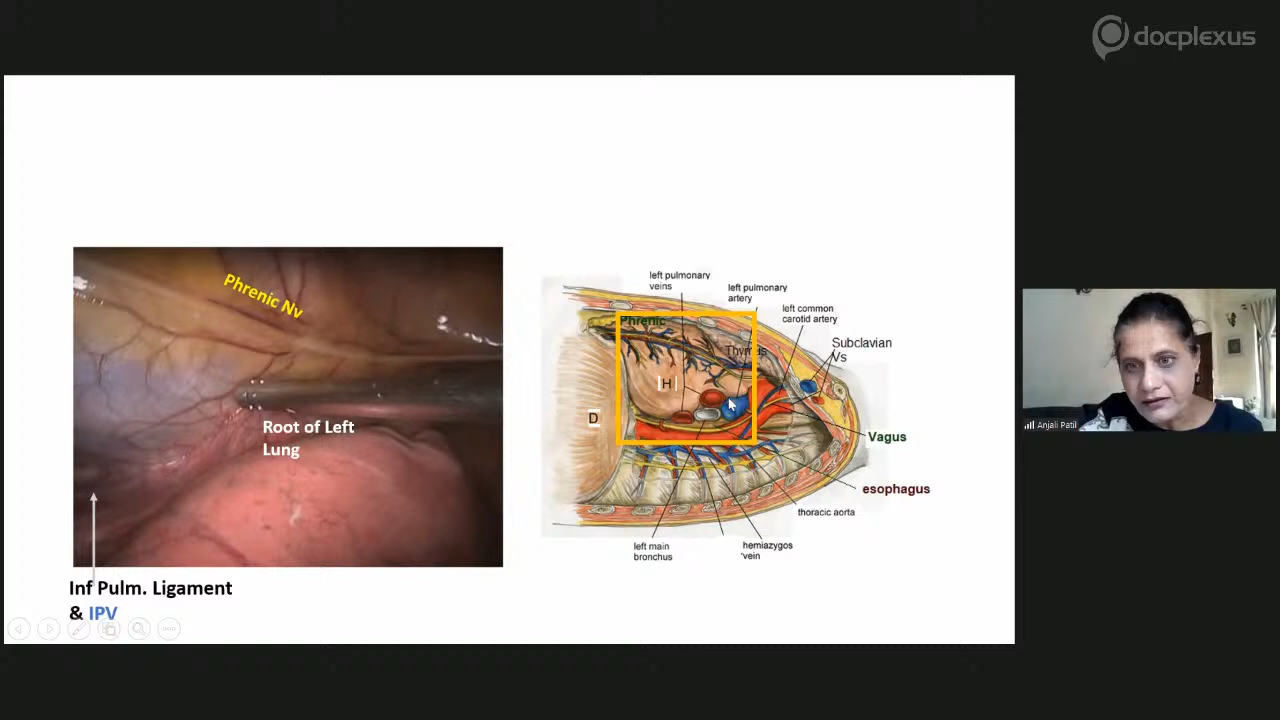 docplexus
Phrenic Nv
Root of Left
Lung
Inf Pulm. Ligament
& IPV
left pulmonary
veins
left pulmonary
artery
left common
carotid artery
Subclavian
Vs
Phrenic
Thymus
H
D
Vagus
esophagus
thoracic aorta
left main
bronchus
hemiazygos
vein
Anjali Patil